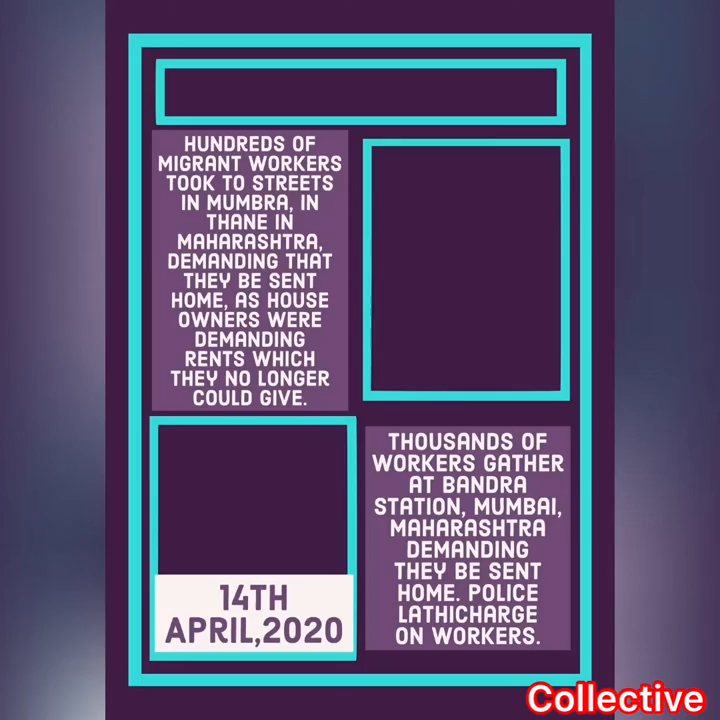 HUNDREDS OF
MIGRANT WORKERS
TOOK TO STREETS
IN MUMBRA, IN
THANE IN
MAHARASHTRA,
DEMANDING THAT
THEY BE SENT
HOME, AS HOUSE
OWNERS WERE
DEMANDING
RENTS WHICH
THEY NO LONGER
COULD GIVE.
THOUSANDS OF
WORKERS GATHER
AT BANDRA
STATION, MUMBAI,
MAHARASHTRA
DEMANDING
THEY BE SENT
HOME. POLICE
LATHICHARGE
ON WORKERS.
14TH
APRIL,2020
Collective